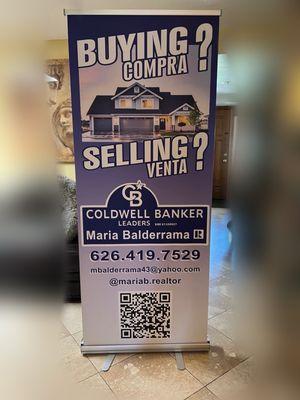 BUYING?
COMPRA
SELLING?
VENTA
CB
COLDWELL BANKER
LEADERS
Maria Balderrama R
626.419.7529
mbalderrama43@yahoo.com
@mariab.realtor